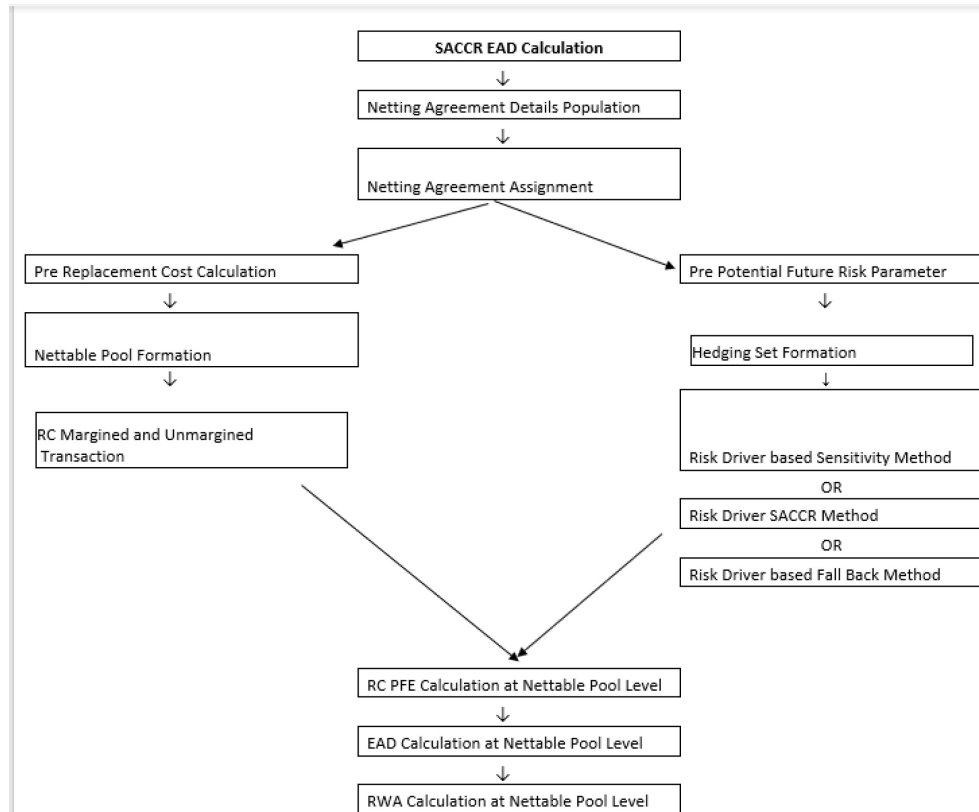 SACCR EAD Calculation
Netting Agreement Details Population
Netting Agreement Assignment
Pre Replacement Cost Calculation
Nettable Pool Formation
RC Margined and Unmargined
Transaction
Pre Potential Future Risk Parameter
Hedging Set Formation
Risk Driver based Sensitivity Method
OR
Risk Driver SACCR Method
OR
Risk Driver based Fall Back Method
RC PFE Calculation at Nettable Pool Level
EAD Calculation at Nettable Pool Level
RWA Calculation at Nettable Pool Level